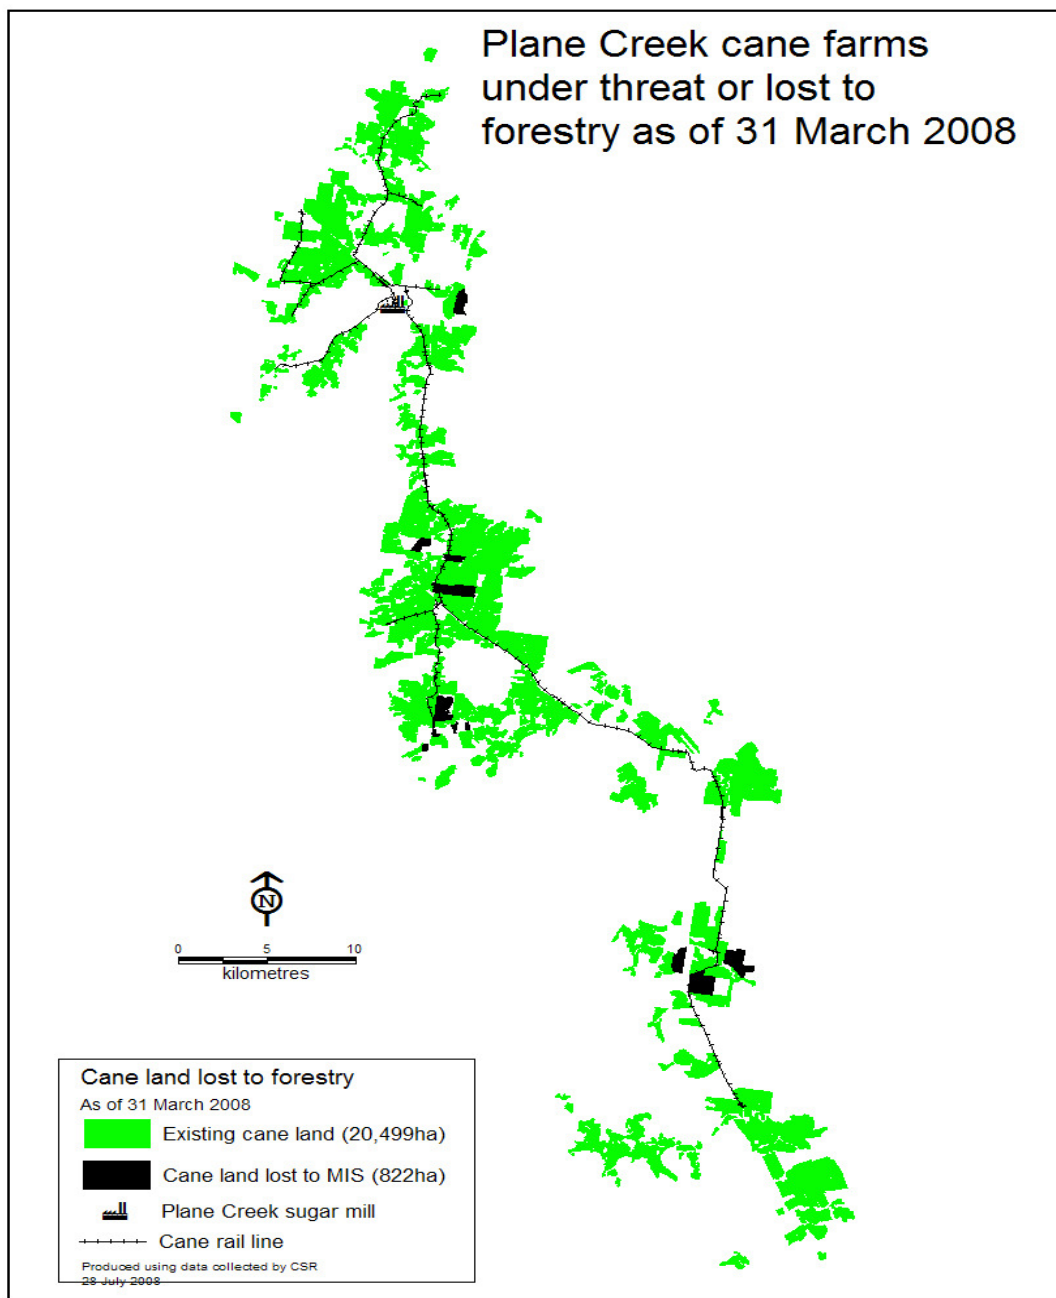 Plane Creek cane farms
under threat or lost to
forestry as of 31 March 2008
N
0 5 10
kilometres
Cane land lost to forestry
As of 31 March 2008
Existing cane land (20,499ha)
Cane land lost to MIS (822ha)
Plane Creek sugar mill
Cane rail line
Produced using data collected by CSR
28 July 2008